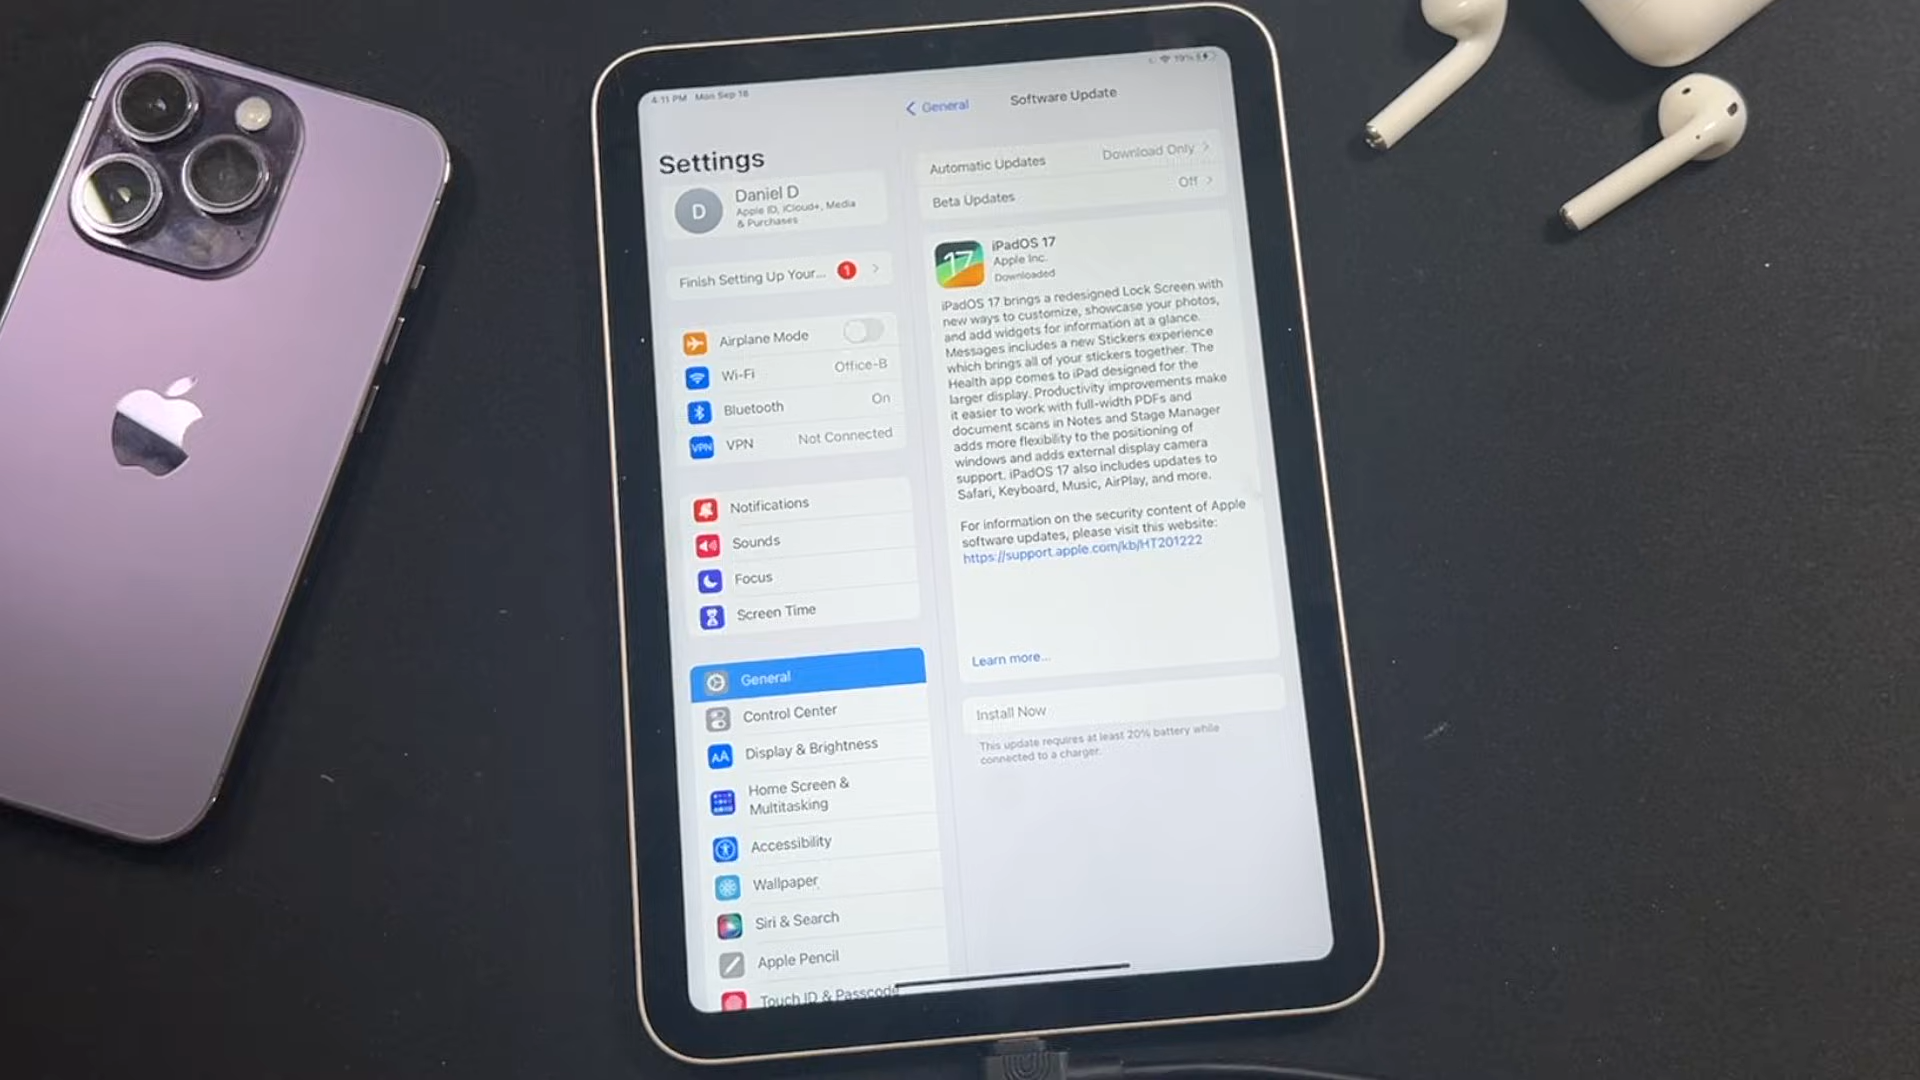 4:11 PM Mon Sep 18
19%
Settings
D
Daniel D
Apple ID, iCloud+, Media
& Purchases
Finish Setting Up Your...
1
Airplane Mode
Wi-Fi
Office-B
Bluetooth
On
VPN
VPN
Not Connected
Notifications
Sounds
Focus
Screen Time
General
Control Center
AA
Display & Brightness
Home Screen &
Multitasking
Accessibility
Wallpaper
Siri & Search
Apple Pencil
Touch ID & Passcode
General
Software Update
Automatic Updates
Download Only
Beta Updates
Off
17
iPadOS 17
Apple Inc.
Downloaded
iPadOS 17 brings a redesigned Lock Screen with
new ways to customize, showcase your photos,
and add widgets for information at a glance.
Messages includes a new Stickers experience
which brings all of your stickers together. The
Health app comes to iPad designed for the
larger display. Productivity improvements make
it easier to work with full-width PDFs and
document scans in Notes and Stage Manager
adds more flexibility to the positioning of
windows and adds external display camera
support. iPadOS 17 also includes updates to
Safari, Keyboard, Music, AirPlay, and more.
For information on the security content of Apple
software updates, please visit this website:
https://support.apple.com/kb/HT201222
Learn more...
Install Now
This update requires at least 20% battery while
connected to a charger.